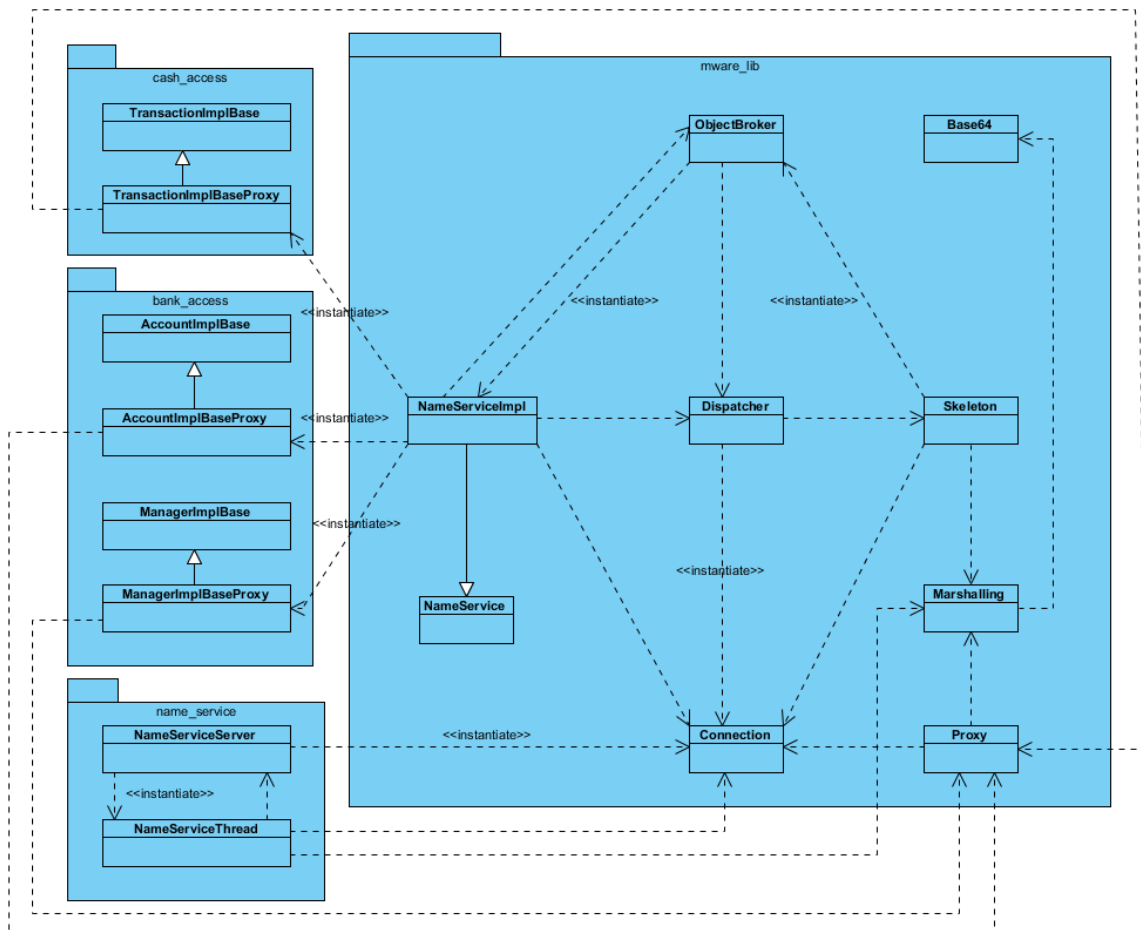 cash_access
TransactionImplBase
TransactionImplBaseProxy
bank_access
AccountImplBase
AccountImplBaseProxy
ManagerImplBase
ManagerImplBaseProxy
name_service
NameServiceServer
<<instantiate>>
NameServiceThread
mware_lib
ObjectBroker
Base64
<<instantiate>>
<<instantiate>>
<<instantiate>>
NameServiceImpl
Dispatcher
Skeleton
<<instantiate>>
<<instantiate>>
<<instantiate>>
NameService
Marshalling
<<instantiate>>
Connection
Proxy